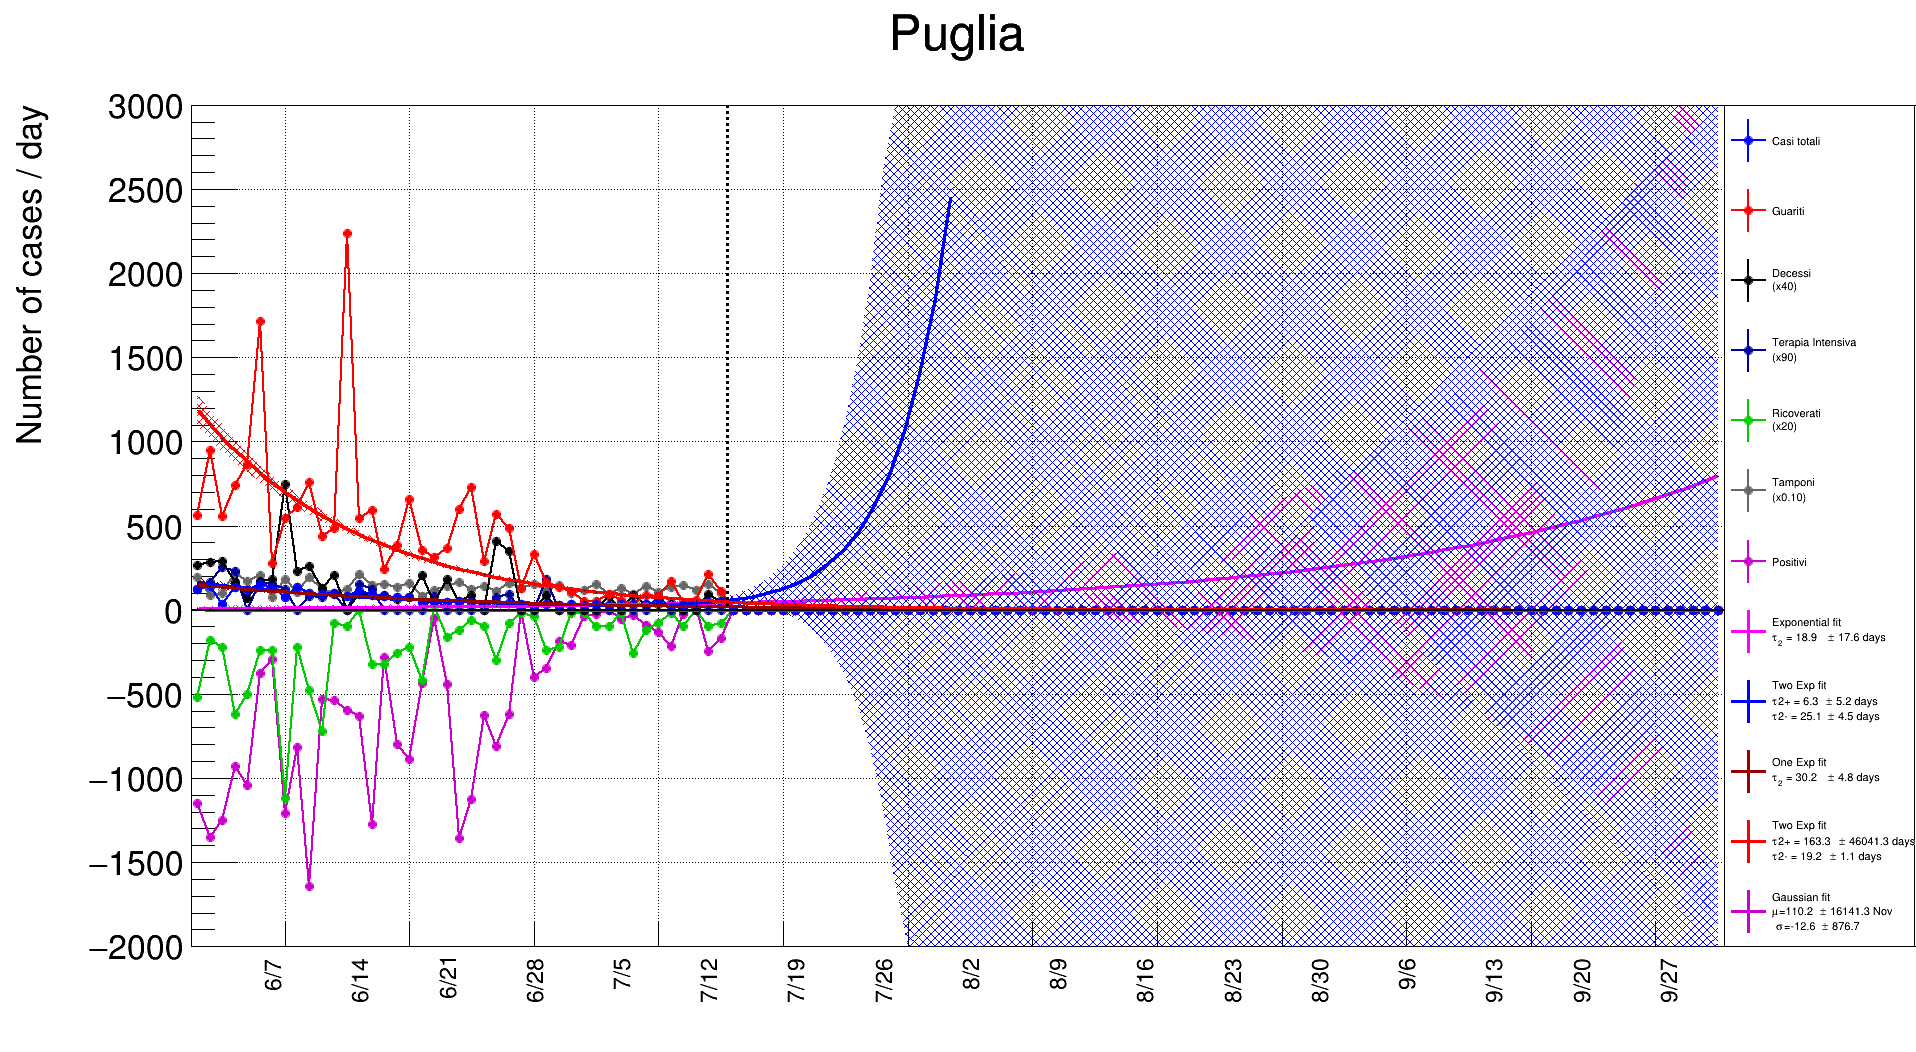 Puglia
Number of cases / day
3000
2500
2000
1500
1000
500
0
−500
−1000
−1500
−2000
6/7
6/14
6/21
6/28
7/5
7/12
7/19
7/26
8/2
8/9
8/16
8/23
8/30
9/6
9/13
9/20
9/27
Casi totali
Guariti
Decessi
(x40)
Terapia Intensiva
(x90)
Ricoverati
(x20)
Tamponi
(x0.10)
Positivi
Exponential fit
τ2 = 18.9 ± 17.6 days
Two Exp fit
τ2+ = 6.3 ± 5.2 days
τ2- = 25.1 ± 4.5 days
One Exp fit
τ2 = 30.2 ± 4.8 days
Two Exp fit
τ2+ = 163.3 ± 46041.3 days
τ2- = 19.2 ± 1.1 days
Gaussian fit
μ=110.2 ± 16141.3 Nov
σ=-12.6 ± 876.7